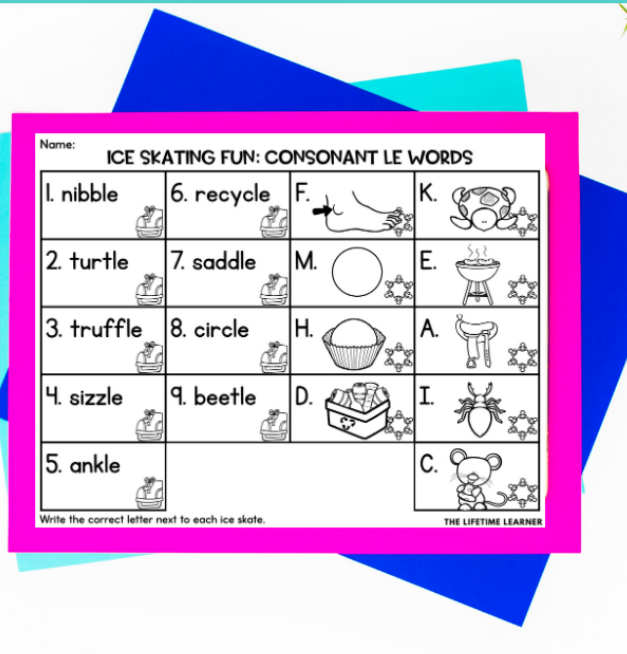 Name:
ICE SKATING FUN: CONSONANT LE WORDS
1. nibble
6. recycle
F.
K.
2. turtle
7. saddle
M.
E.
3. truffle
8. circle
H.
A.
4. sizzle
9. beetle
D.
I.
5. ankle
C.
Write the correct letter next to each ice skate.
THE LIFETIME LEARNER